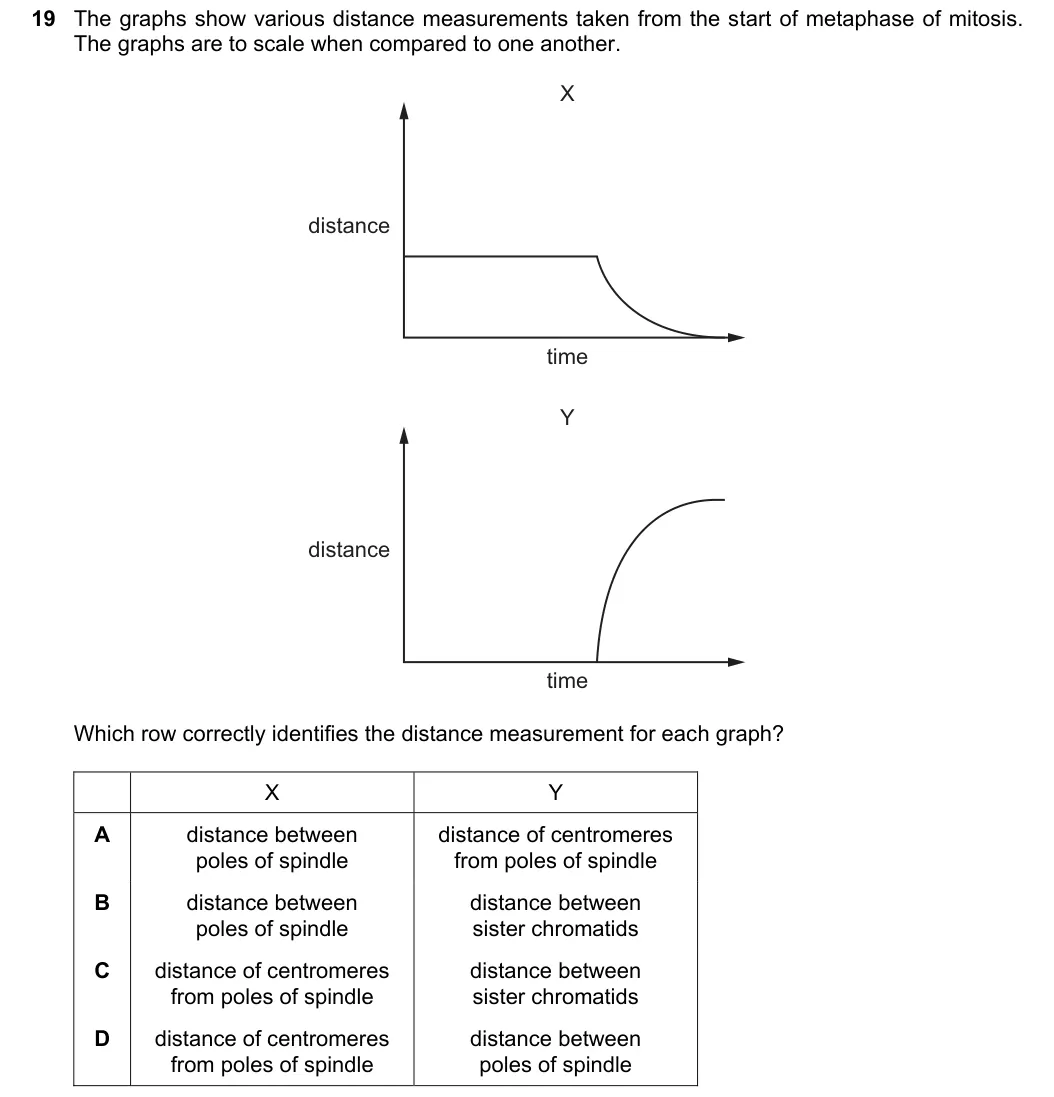 19 The graphs show various distance measurements taken from the start of metaphase of mitosis.
The graphs are to scale when compared to one another.
X
distance
time
Y
distance
time
Which row correctly identifies the distance measurement for each graph?
X Y
A distance between distance of centromeres
poles of spindle from poles of spindle
B distance between distance between
poles of spindle sister chromatids
C distance of centromeres distance between
from poles of spindle sister chromatids
D distance of centromeres distance between
from poles of spindle poles of spindle